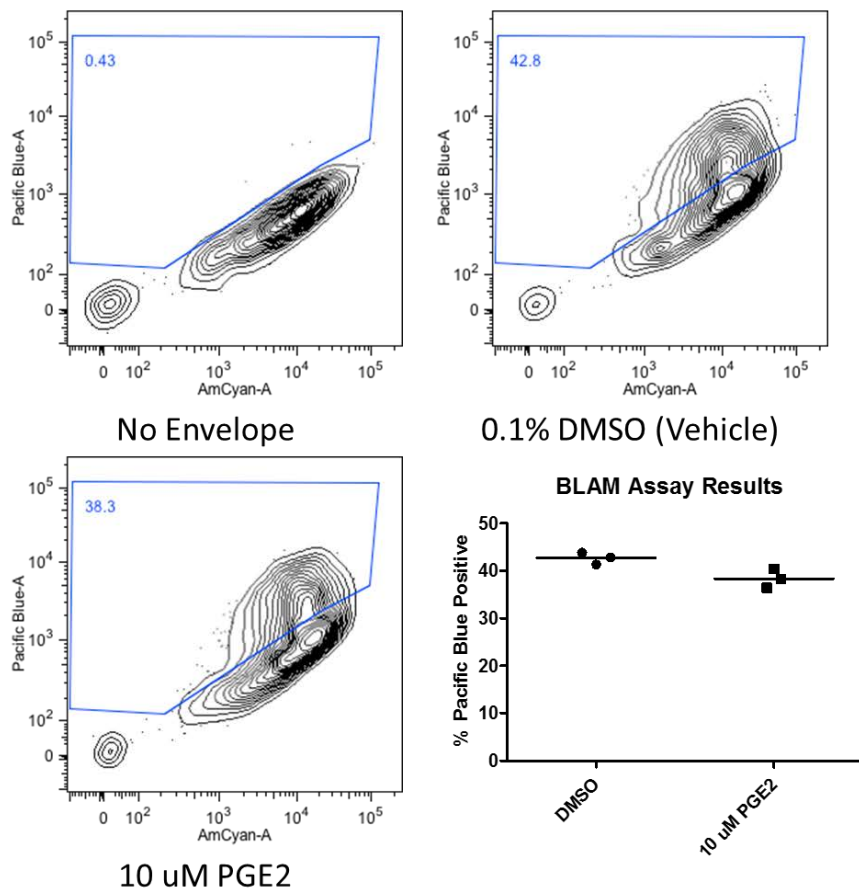 10^5
0.43
10^4
10^3
10^2
0
Pacific Blue-A
0 10^2 10^3 10^4 10^5
AmCyan-A
No Envelope
10^5
42.8
10^4
10^3
10^2
0
Pacific Blue-A
0 10^2 10^3 10^4 10^5
AmCyan-A
0.1% DMSO (Vehicle)
10^5
38.3
10^4
10^3
10^2
0
Pacific Blue-A
0 10^2 10^3 10^4 10^5
AmCyan-A
10 uM PGE2
BLAM Assay Results
50
40
30
20
10
0
% Pacific Blue Positive
DMSO
10 uM PGE2